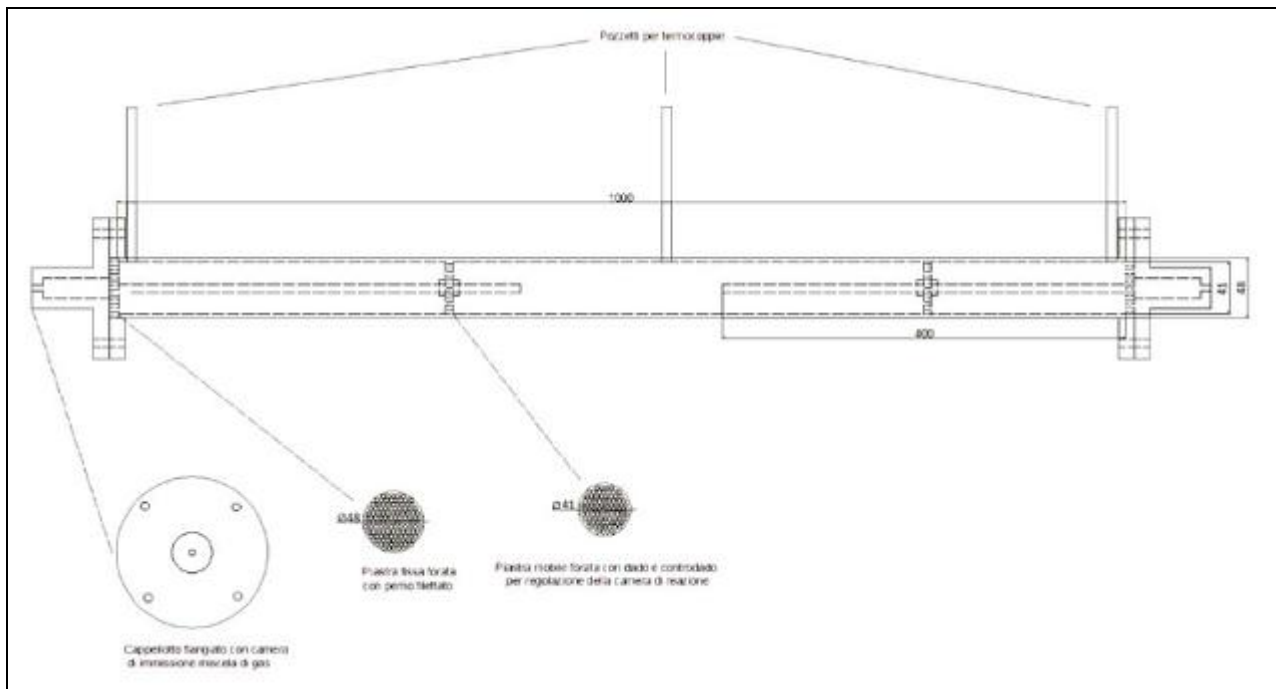 Pozzetti per termocoppie
1000
41
48
400
Ø48
Ø41
Piastra fissa forata
con perno filettato
Piastra mobile forata con dado e controdado
per regolazione della camera di reazione
Cappellotto flangiato con camera
di immissione miscela di gas